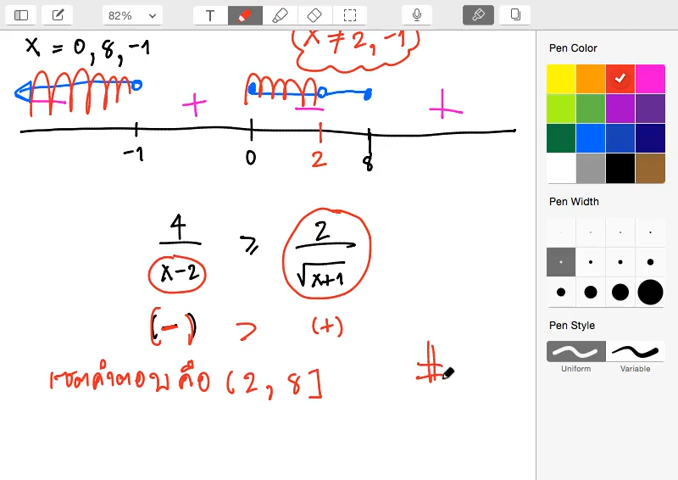 82%
T
Pen Color
x = 0, 8, -1
x ≠ 2, -1
+
+
-1
0
2
8
Pen Width
4/(x-2) ≥ 2/√(x+1)
Pen Style
(-) > (+)
Uniform
Variable
เซตคำตอบคือ (2, 8]
#